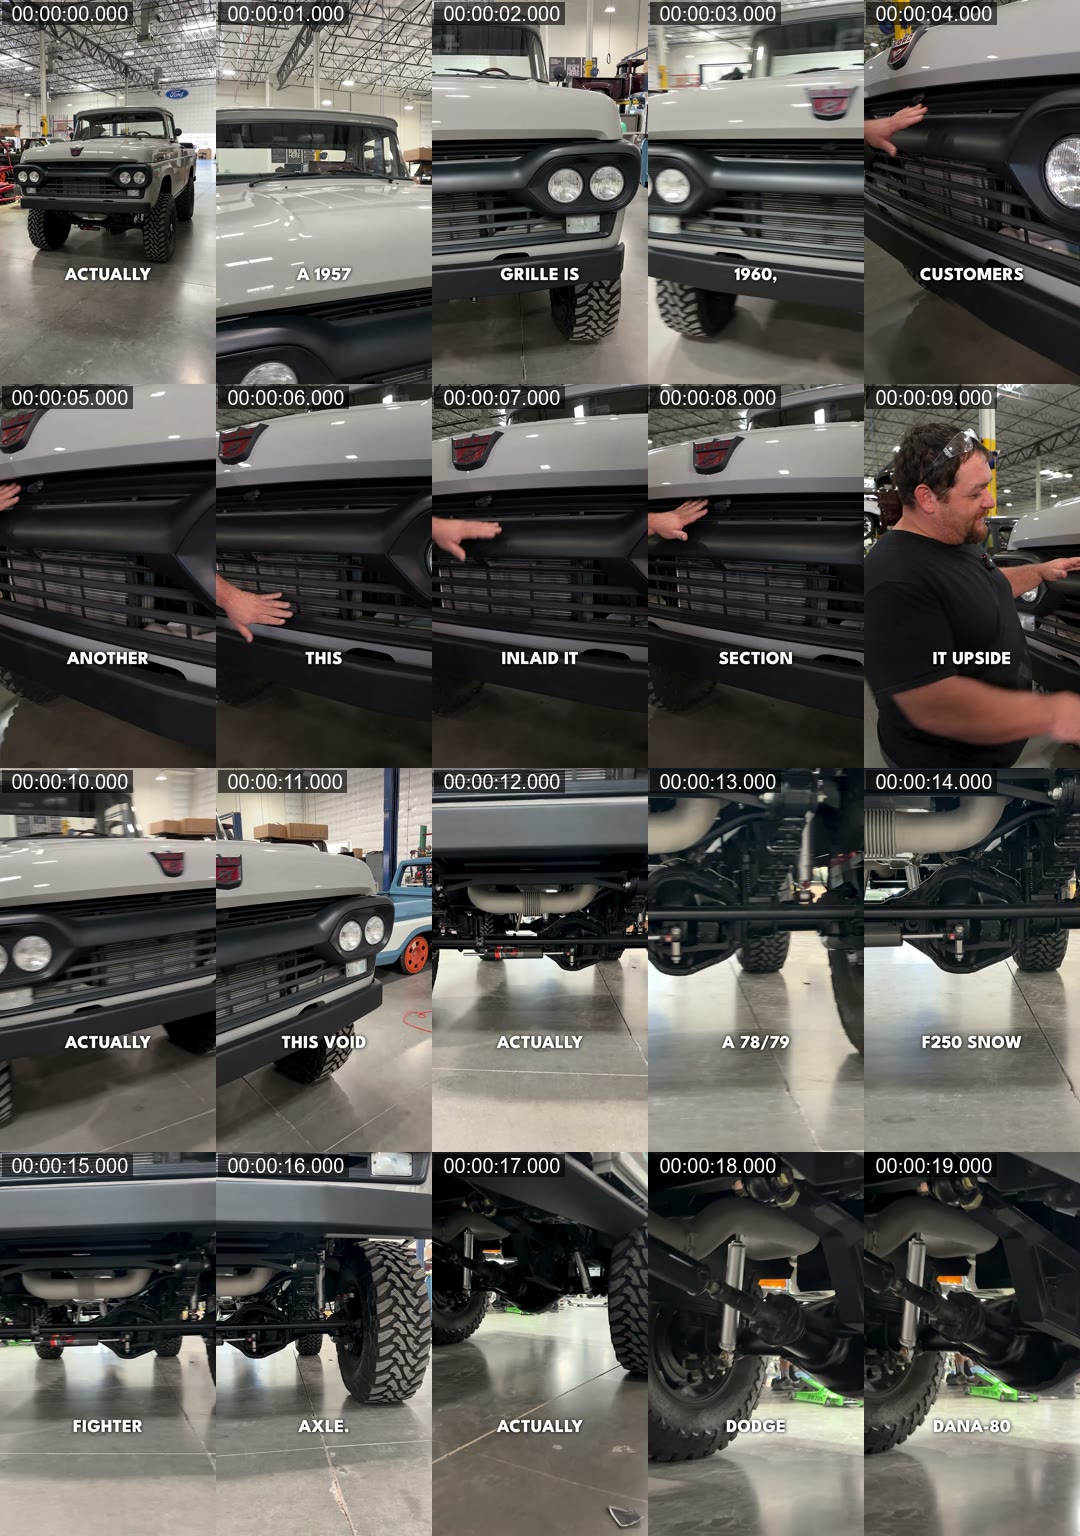 00:00:00.000
Ford
ACTUALLY
00:00:01.000
A 1957
00:00:02.000
GRILLE IS
00:00:03.000
1960,
00:00:04.000
CUSTOMERS
00:00:05.000
ANOTHER
00:00:06.000
THIS
00:00:07.000
INLAID IT
00:00:08.000
SECTION
00:00:09.000
IT UPSIDE
00:00:10.000
ACTUALLY
00:00:11.000
THIS VOID
00:00:12.000
ACTUALLY
00:00:13.000
A 78/79
00:00:14.000
F250 SNOW
00:00:15.000
FIGHTER
00:00:16.000
AXLE.
00:00:17.000
ACTUALLY
00:00:18.000
DODGE
00:00:19.000
DANA-80